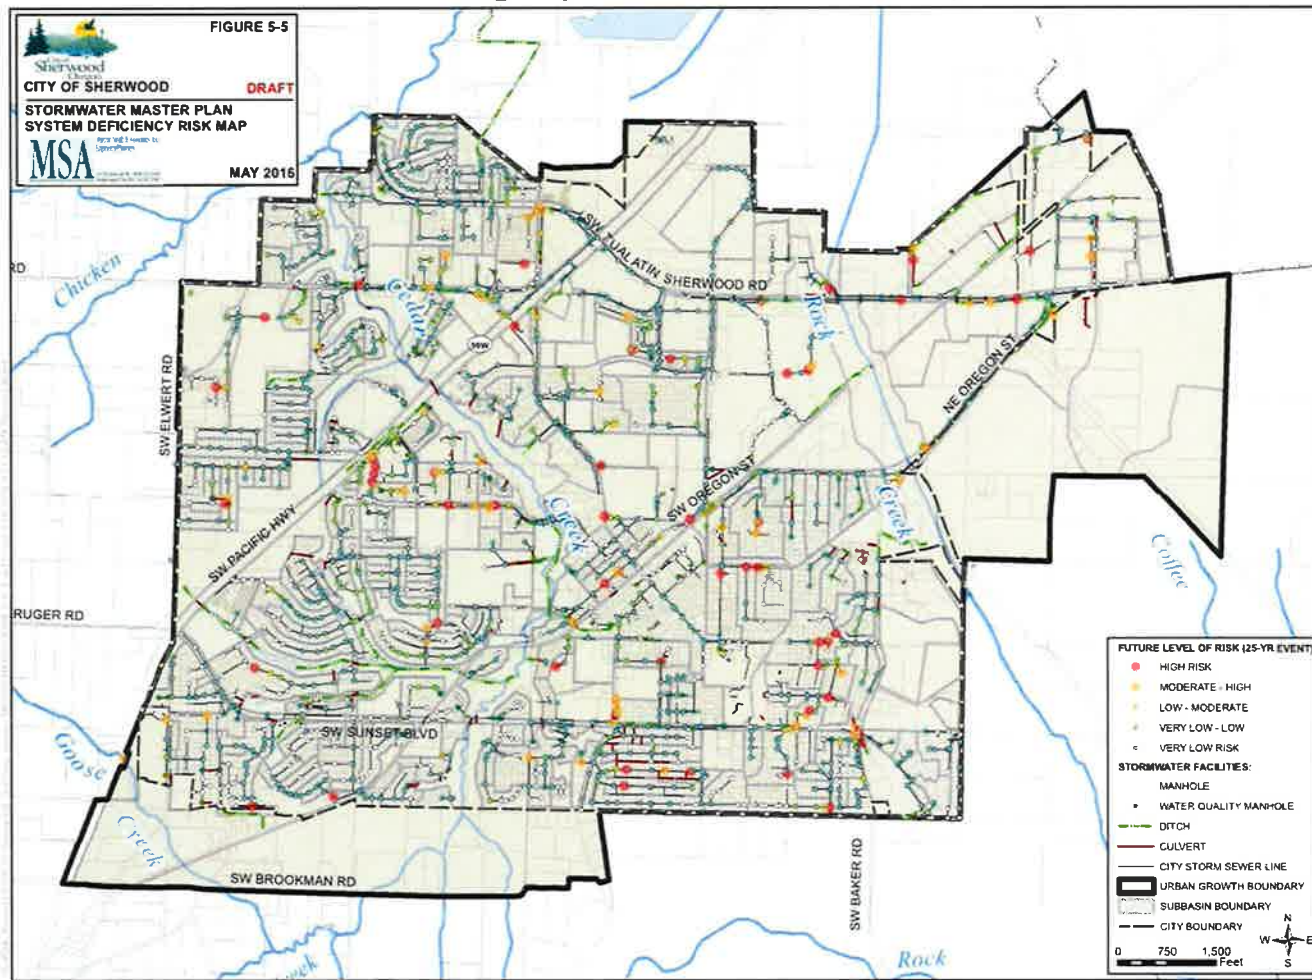 FIGURE 5-5
City of
Sherwood
Oregon
CITY OF SHERWOOD
DRAFT
STORMWATER MASTER PLAN
SYSTEM DEFICIENCY RISK MAP
MSA
MAY 2016
RD
Chicken
Cedar
SW TUALATIN SHERWOOD RD
Rock
99W
SW ELWERT RD
NE OREGON ST
SW OREGON ST
Creek
Creek
SW PACIFIC HWY
Coffee
RUGER RD
SW SUNSET BLVD
Goose
Creek
SW BROOKMAN RD
SW BAKER RD
Rock
FUTURE LEVEL OF RISK (25-YR EVENT)
HIGH RISK
MODERATE - HIGH
LOW - MODERATE
VERY LOW - LOW
VERY LOW RISK
STORMWATER FACILITIES:
MANHOLE
WATER QUALITY MANHOLE
DITCH
CULVERT
CITY STORM SEWER LINE
URBAN GROWTH BOUNDARY
SUBBASIN BOUNDARY
CITY BOUNDARY
N
W E
S
0 750 1,500
Feet